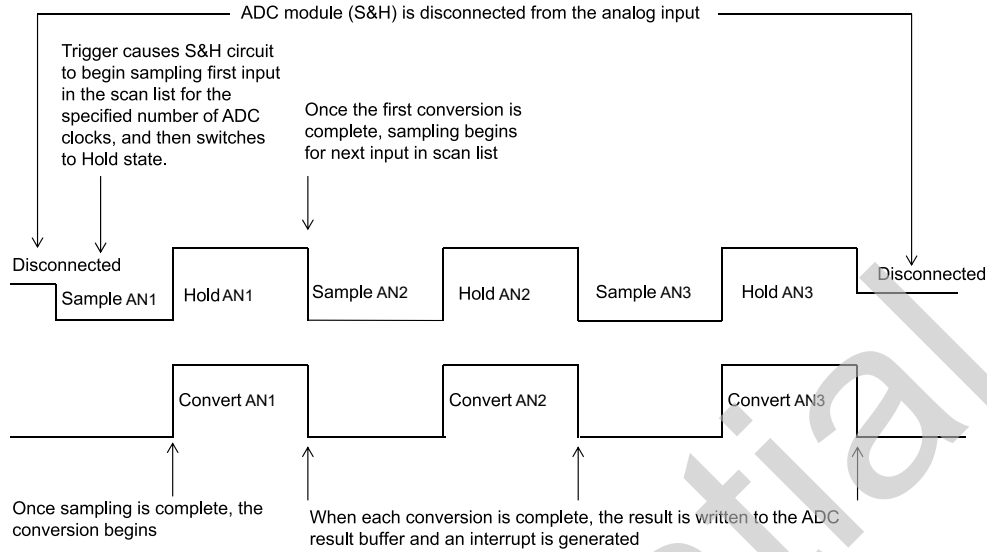 ADC module (S&H) is disconnected from the analog input
Trigger causes S&H circuit
to begin sampling first input
in the scan list for the
specified number of ADC
clocks, and then switches
to Hold state.
Once the first conversion is
complete, sampling begins
for next input in scan list
Disconnected
Sample AN1
Hold AN1
Sample AN2
Hold AN2
Sample AN3
Hold AN3
Disconnected
Convert AN1
Convert AN2
Convert AN3
Once sampling is complete, the
conversion begins
When each conversion is complete, the result is written to the ADC
result buffer and an interrupt is generated
tial